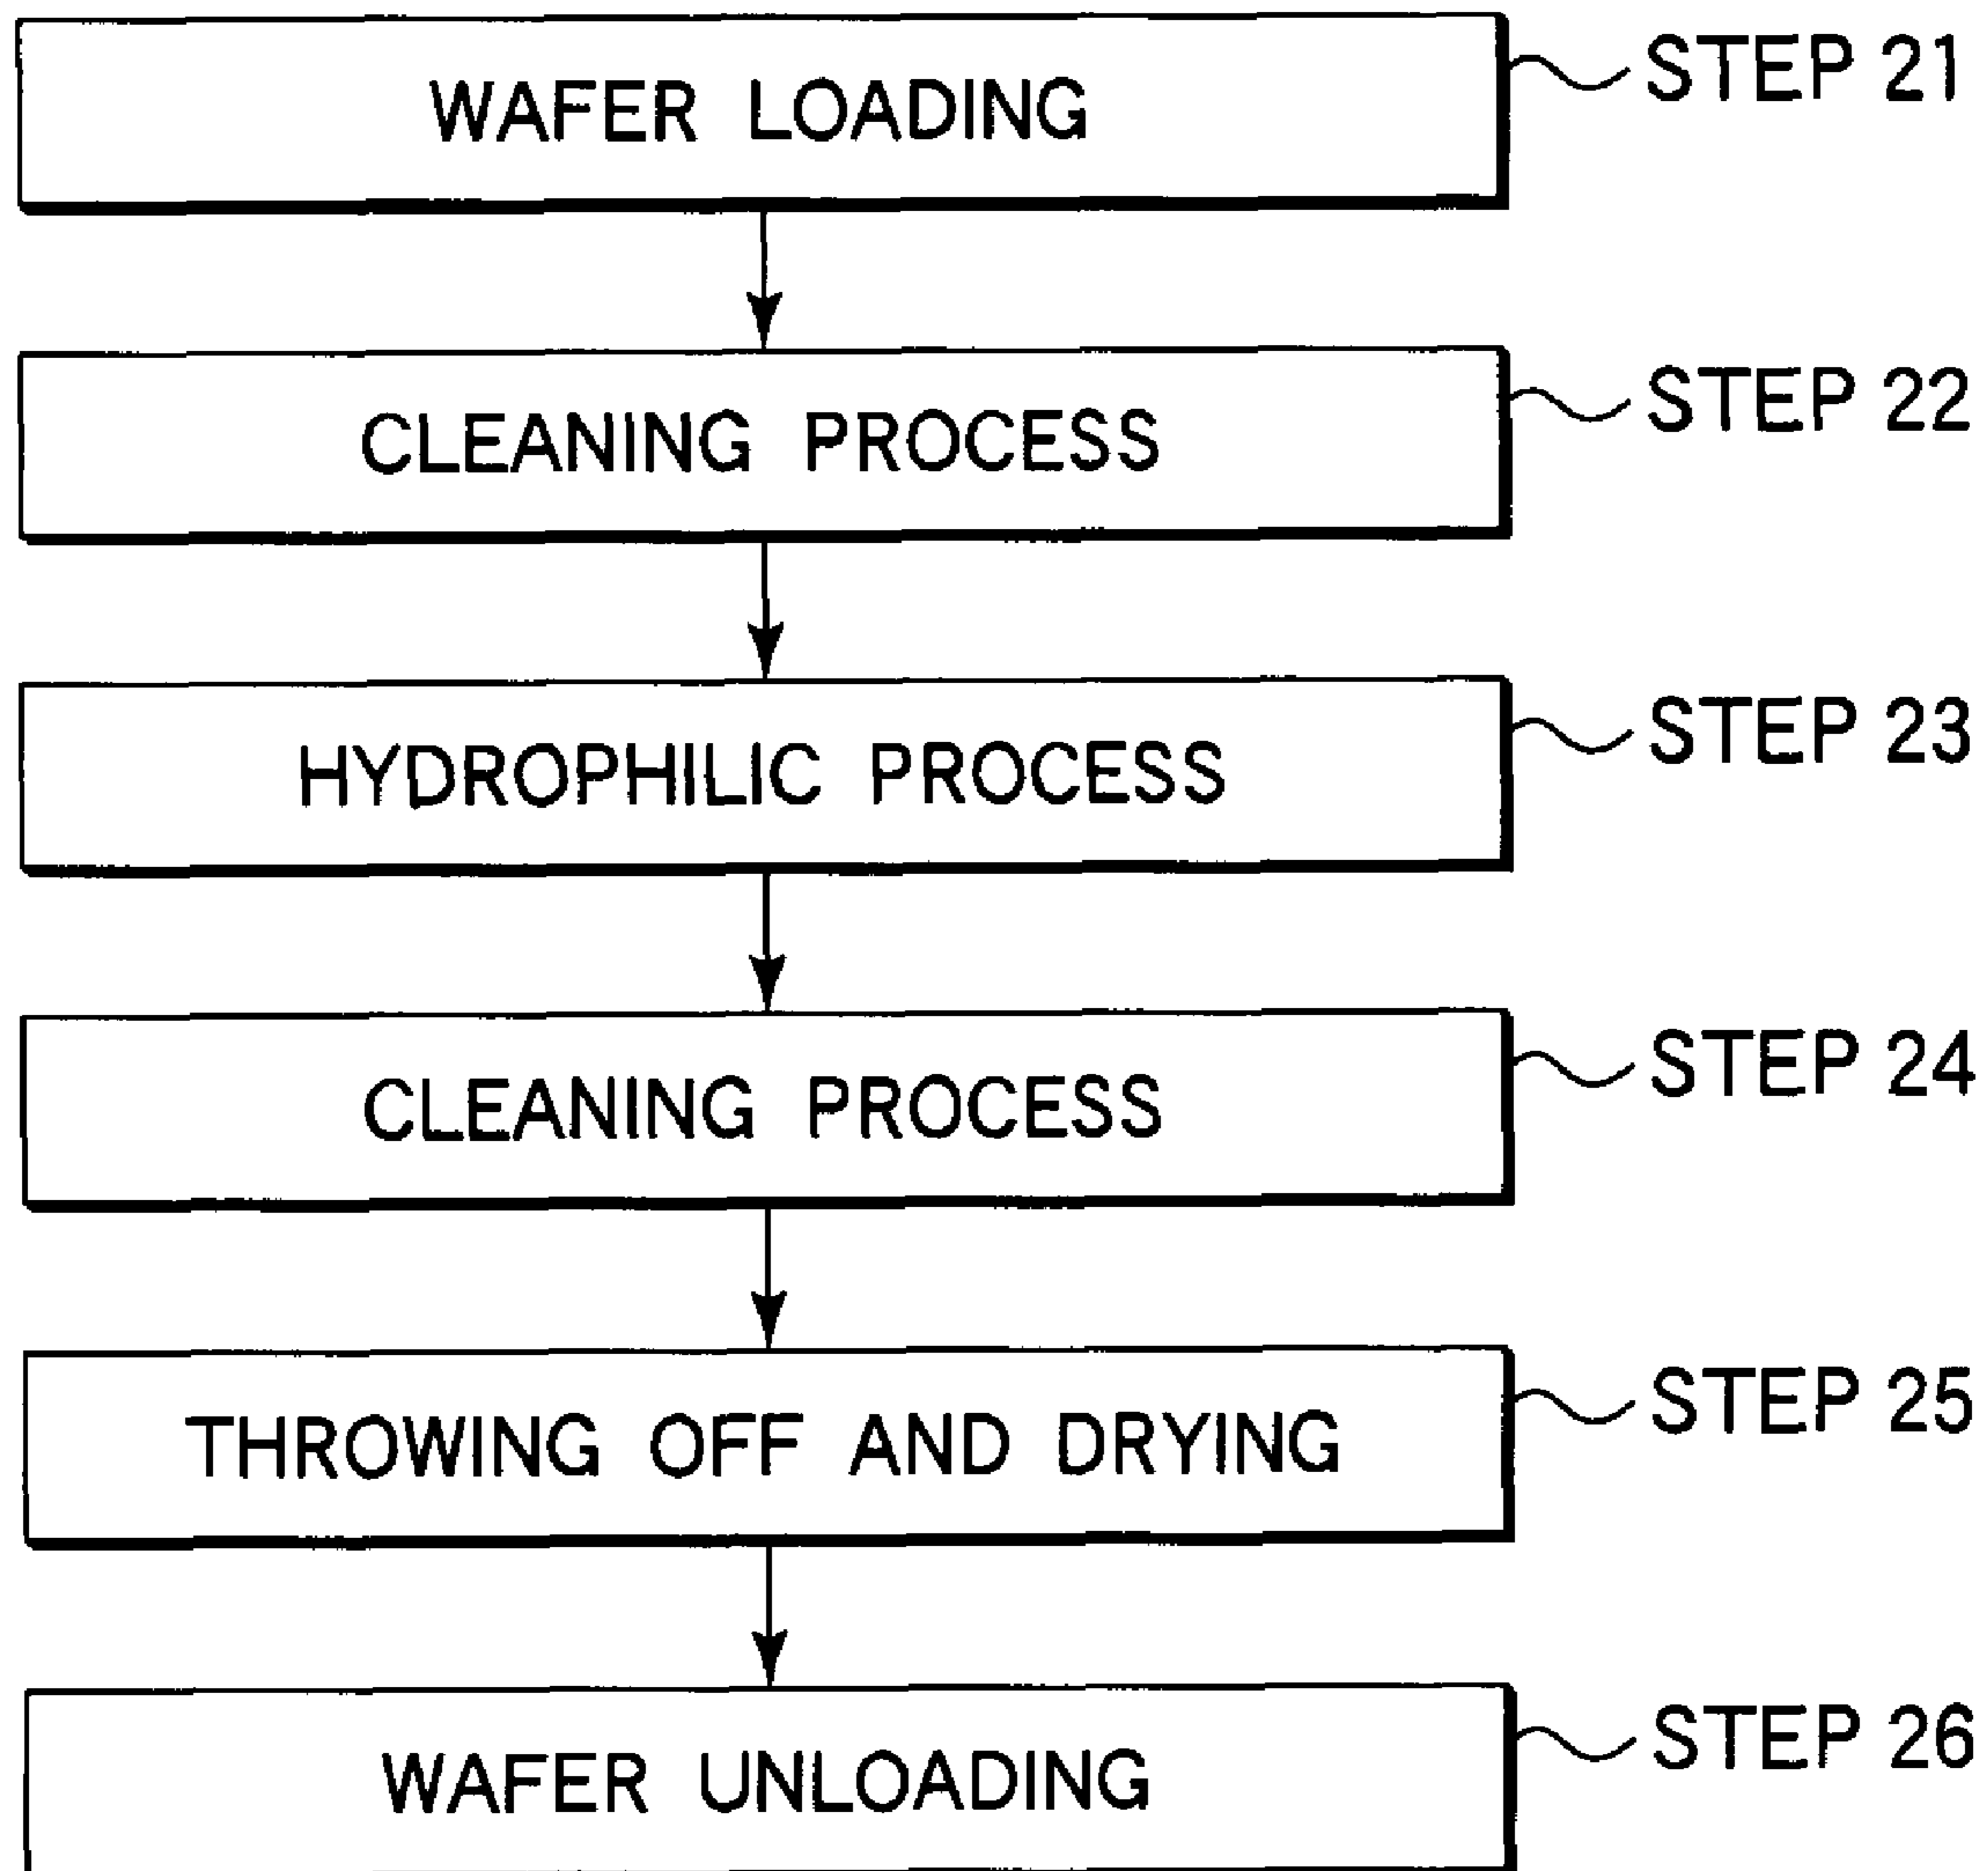 WAFER LOADING
STEP 21
CLEANING PROCESS
STEP 22
HYDROPHILIC PROCESS
STEP 23
CLEANING PROCESS
STEP 24
THROWING OFF AND DRYING
STEP 25
WAFER UNLOADING
STEP 26